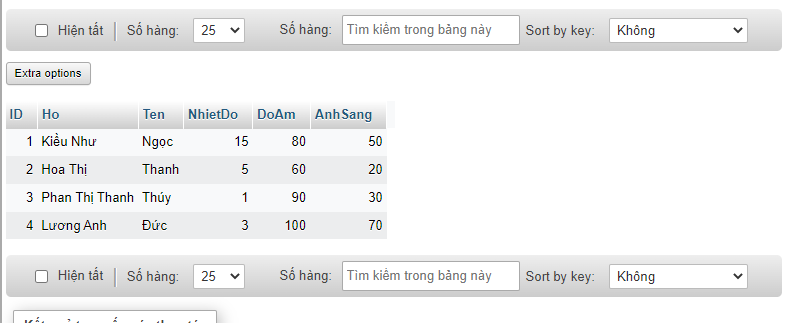 Hiện tất Số hàng: 25 Số hàng: Tìm kiếm trong bảng này Sort by key: Không
Extra options
ID Ho Ten NhietDo DoAm AnhSang
1 Kiều Như Ngọc 15 80 50
2 Hoa Thị Thanh 5 60 20
3 Phan Thị Thanh Thúy 1 90 30
4 Lương Anh Đức 3 100 70
Hiện tất Số hàng: 25 Số hàng: Tìm kiếm trong bảng này Sort by key: Không